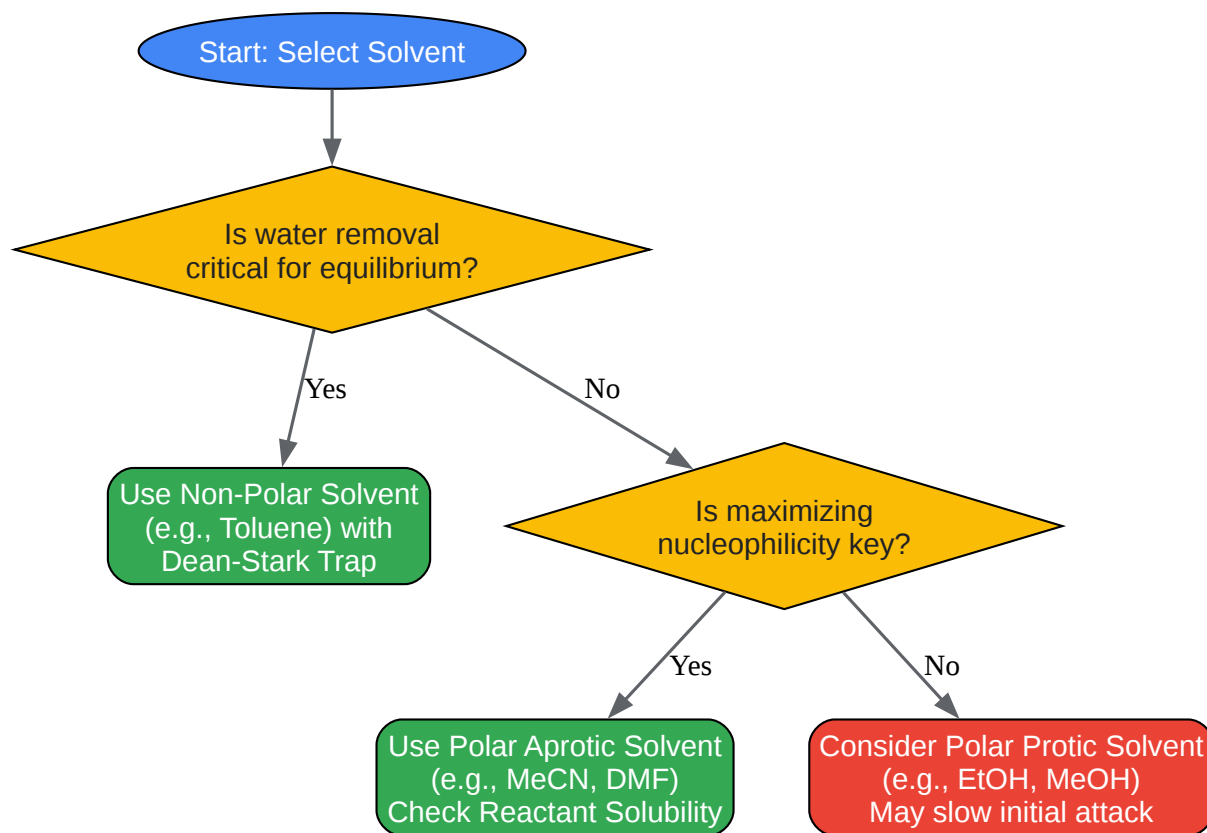 Start: Select Solvent
Is water removal
critical for equilibrium?
Yes
No
Use Non-Polar Solvent
(e.g., Toluene) with
Dean-Stark Trap
Is maximizing
nucleophilicity key?
Yes
No
Use Polar Aprotic Solvent
(e.g., MeCN, DMF)
Check Reactant Solubility
Consider Polar Protic Solvent
(e.g., EtOH, MeOH)
May slow initial attack